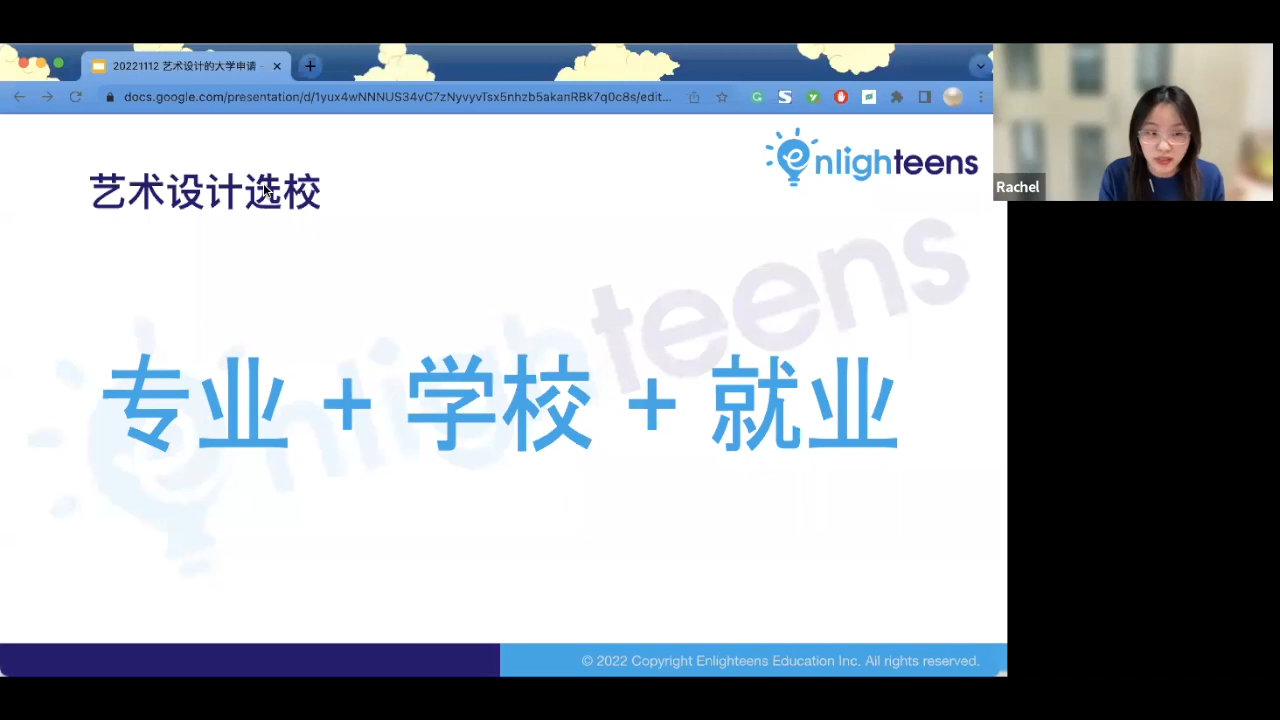 20221112 艺术设计的大学申请 -
docs.google.com/presentation/d/1yux4wNNNUS34vC7zNyvyvTsx5nhzb5akanRBk7q0c8s/edit...
enlighteens
Rachel
艺术设计选校
enlighteens
专业 + 学校 + 就业
© 2022 Copyright Enlighteens Education Inc. All rights reserved.